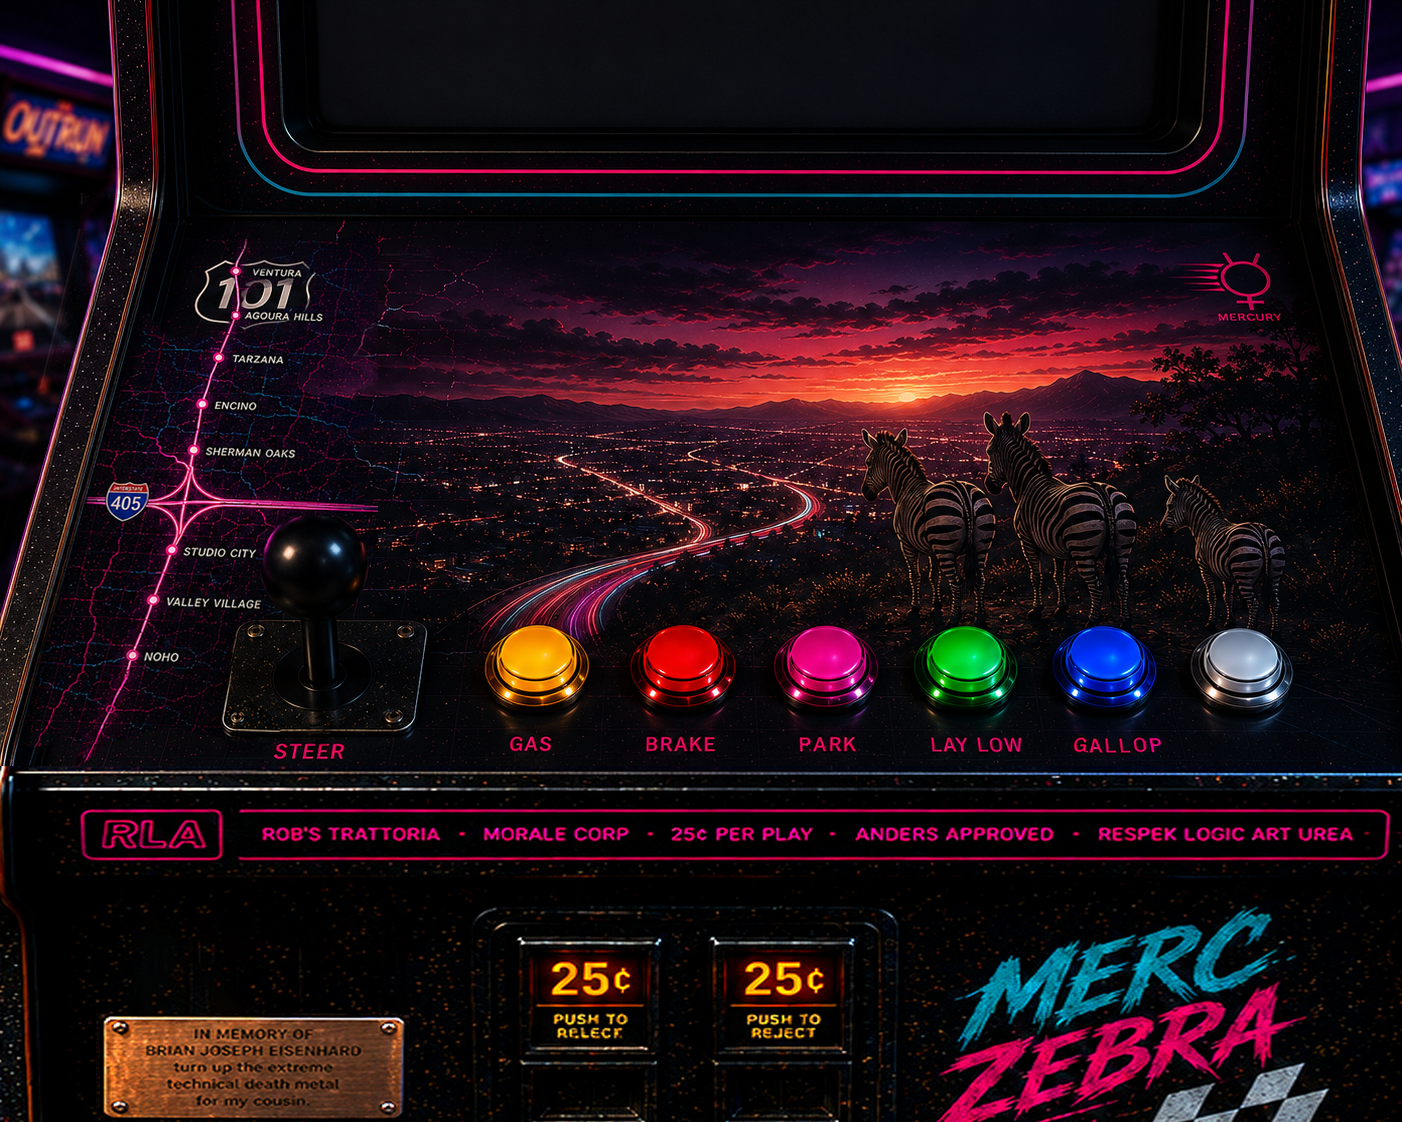 OUTRUN
VENTURA
101
AGOURA HILLS
TARZANA
ENCINO
SHERMAN OAKS
INTERSTATE
405
STUDIO CITY
VALLEY VILLAGE
NOHO
MERCURY
STEER
GAS
BRAKE
PARK
LAY LOW
GALLOP
RLA
ROB'S TRATTORIA · MORALE CORP · 25¢ PER PLAY · ANDERS APPROVED · RESPEK LOGIC ART UREA
25¢
PUSH TO
RELECF
25¢
PUSH TO
REJECT
MERC
ZEBRA
IN MEMORY OF
BRIAN JOSEPH EISENHARD
turn up the extreme
technical death metal
for my cousin.